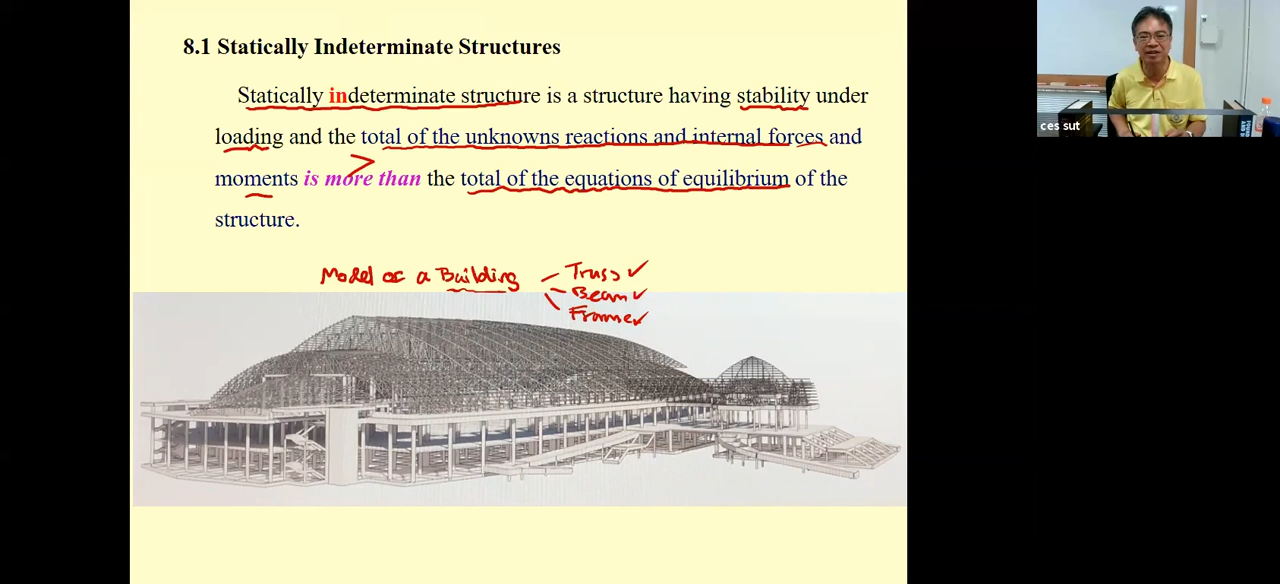 8.1 Statically Indeterminate Structures
Statically indeterminate structure is a structure having stability under
loading and the total of the unknowns reactions and internal forces and
moments is more than the total of the equations of equilibrium of the
structure.
>
Model of a Building
Truss ✓
Beam ✓
Frame ✓
ces sut